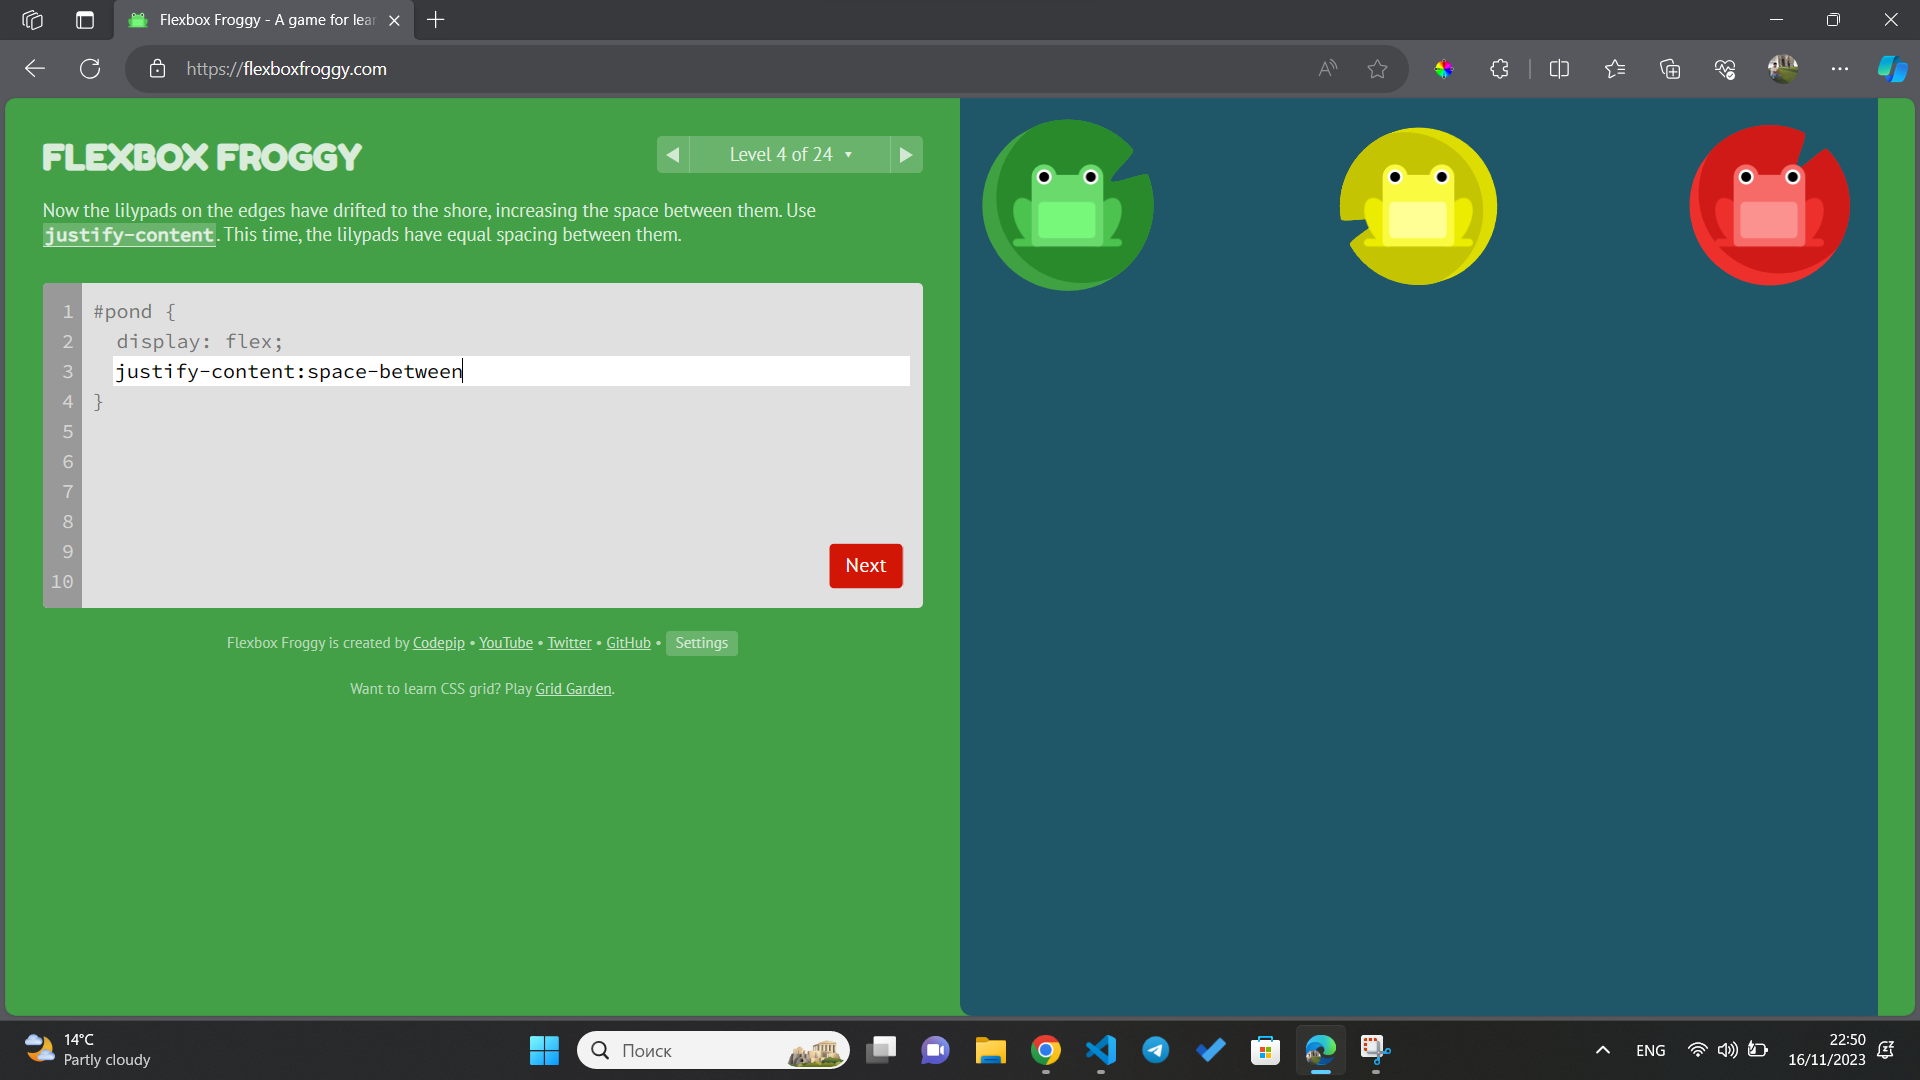 Flexbox Froggy - A game for lear
https://flexboxfroggy.com
FLEXBOX FROGGY
Level 4 of 24
Now the lilypads on the edges have drifted to the shore, increasing the space between them. Use
justify-content. This time, the lilypads have equal spacing between them.
1 #pond {
2 display: flex;
3 justify-content:space-between
4 }
5
6
7
8
9
10
Next
Flexbox Froggy is created by Codepip • YouTube • Twitter • GitHub • Settings
Want to learn CSS grid? Play Grid Garden.
14°C
Partly cloudy
Поиск
ENG
22:50
16/11/2023